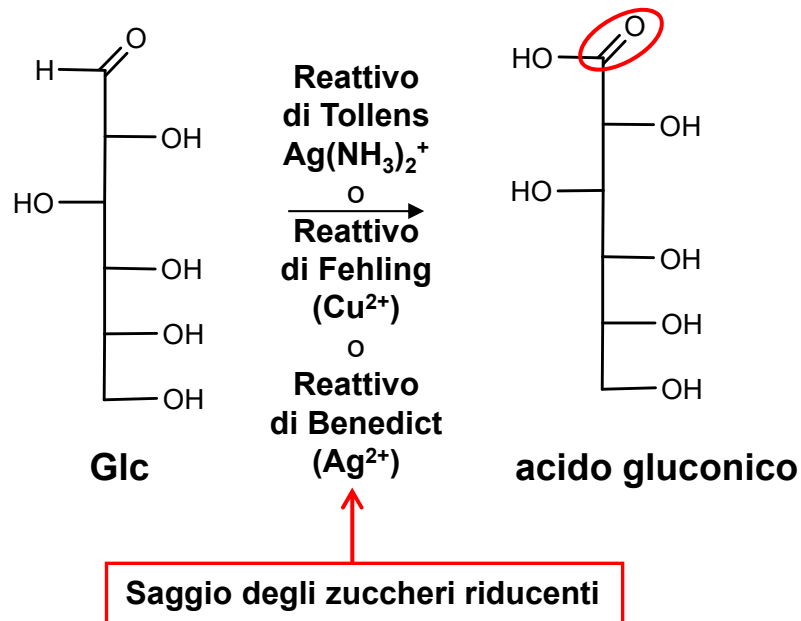 H
O
OH
HO
OH
OH
OH
Glc
Reattivo
di Tollens
Ag(NH₃)₂⁺
o
Reattivo
di Fehling
(Cu²⁺)
o
Reattivo
di Benedict
(Ag²⁺)
HO
O
OH
HO
OH
OH
OH
acido gluconico
Saggio degli zuccheri riducenti